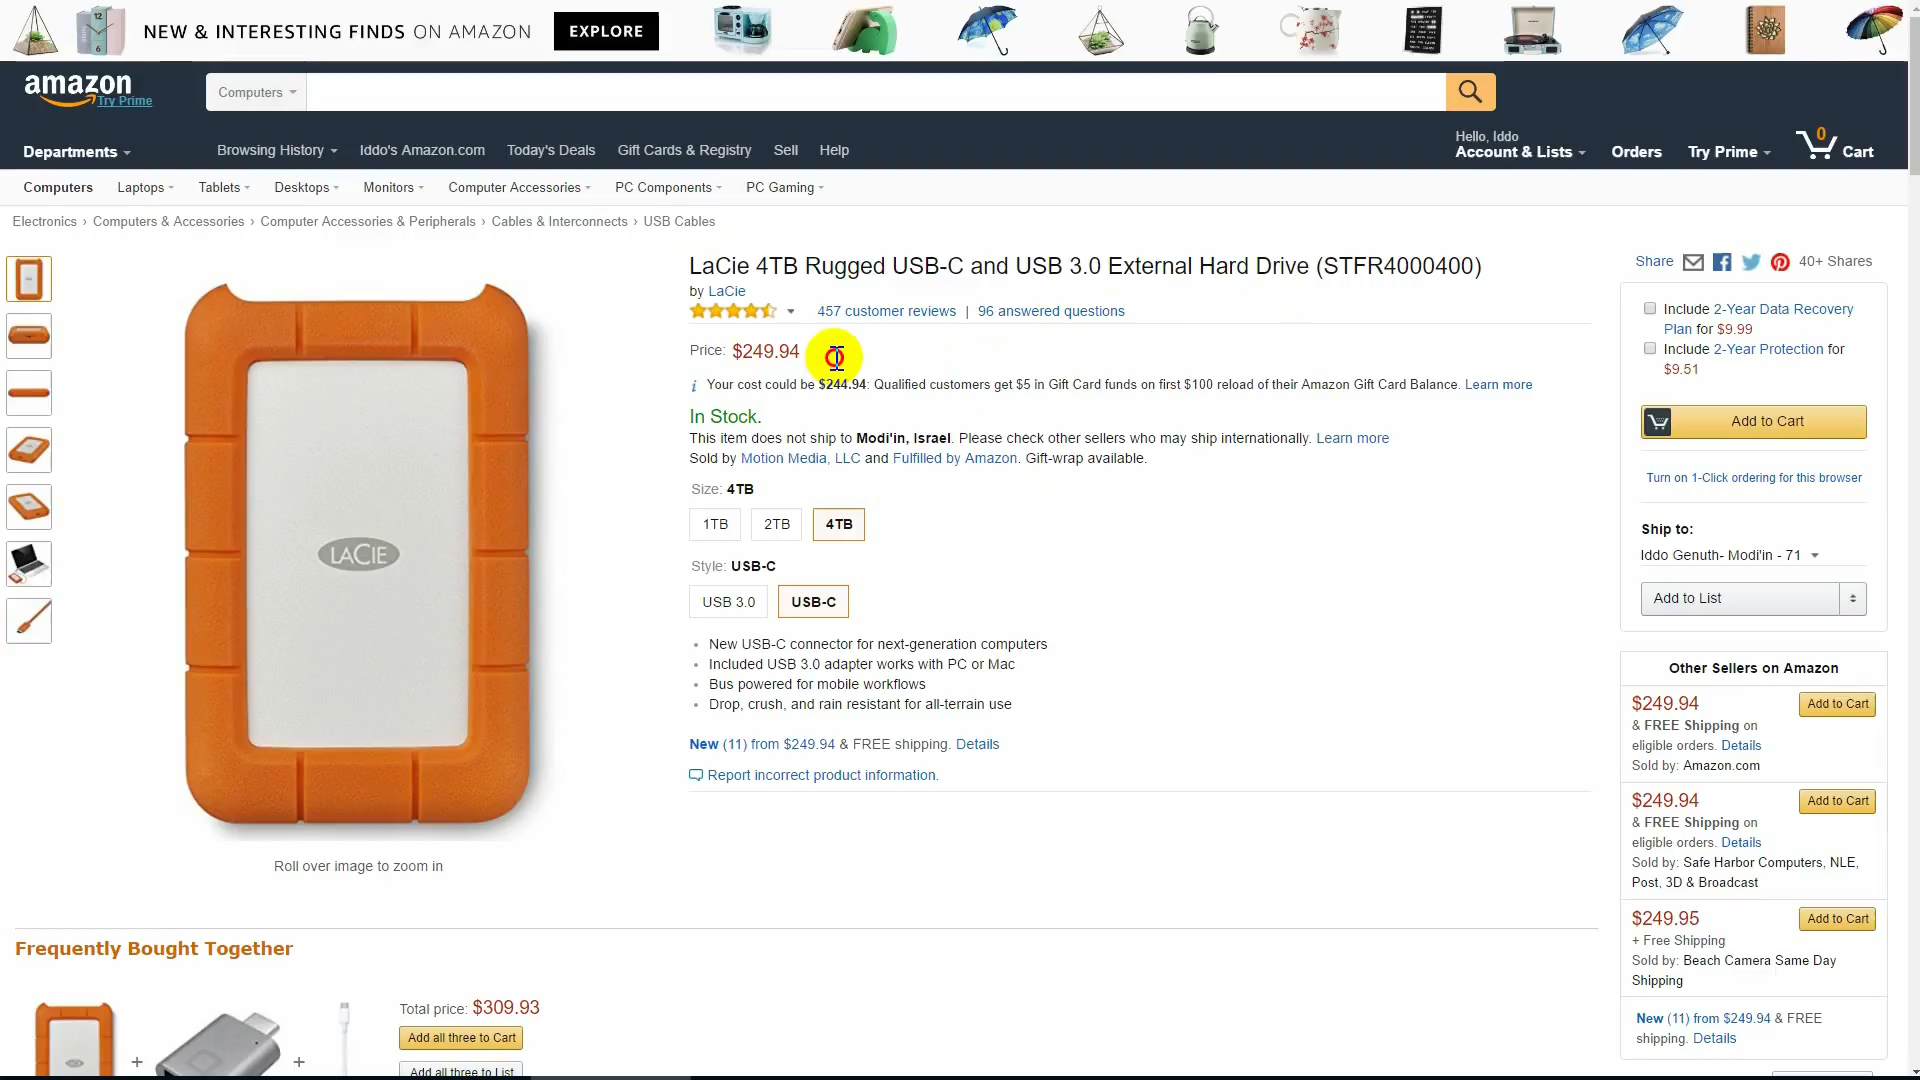 NEW & INTERESTING FINDS ON AMAZON EXPLORE
amazon
Try Prime
Computers
Departments
Browsing History
Iddo's Amazon.com
Today's Deals
Gift Cards & Registry
Sell
Help
Hello, Iddo
Account & Lists
Orders
Try Prime
0
Cart
Computers Laptops Tablets Desktops Monitors Computer Accessories PC Components PC Gaming
Electronics › Computers & Accessories › Computer Accessories & Peripherals › Cables & Interconnects › USB Cables
LACIE
Roll over image to zoom in
LaCie 4TB Rugged USB-C and USB 3.0 External Hard Drive (STFR4000400)
by LaCie
457 customer reviews | 96 answered questions
Price: $249.94
Your cost could be $244.94: Qualified customers get $5 in Gift Card funds on first $100 reload of their Amazon Gift Card Balance. Learn more
In Stock.
This item does not ship to Modi'in, Israel. Please check other sellers who may ship internationally. Learn more
Sold by Motion Media, LLC and Fulfilled by Amazon. Gift-wrap available.
Size: 4TB
1TB 2TB 4TB
Style: USB-C
USB 3.0 USB-C
New USB-C connector for next-generation computers
Included USB 3.0 adapter works with PC or Mac
Bus powered for mobile workflows
Drop, crush, and rain resistant for all-terrain use
New (11) from $249.94 & FREE shipping. Details
Report incorrect product information.
Share 40+ Shares
Include 2-Year Data Recovery
Plan for $9.99
Include 2-Year Protection for
$9.51
Add to Cart
Turn on 1-Click ordering for this browser
Ship to:
Iddo Genuth- Modi'in - 71
Add to List
Other Sellers on Amazon
$249.94 Add to Cart
& FREE Shipping on
eligible orders. Details
Sold by: Amazon.com
$249.94 Add to Cart
& FREE Shipping on
eligible orders. Details
Sold by: Safe Harbor Computers, NLE,
Post, 3D & Broadcast
$249.95 Add to Cart
+ Free Shipping
Sold by: Beach Camera Same Day
Shipping
New (11) from $249.94 & FREE
shipping. Details
Frequently Bought Together
Total price: $309.93
Add all three to Cart
Add all three to List